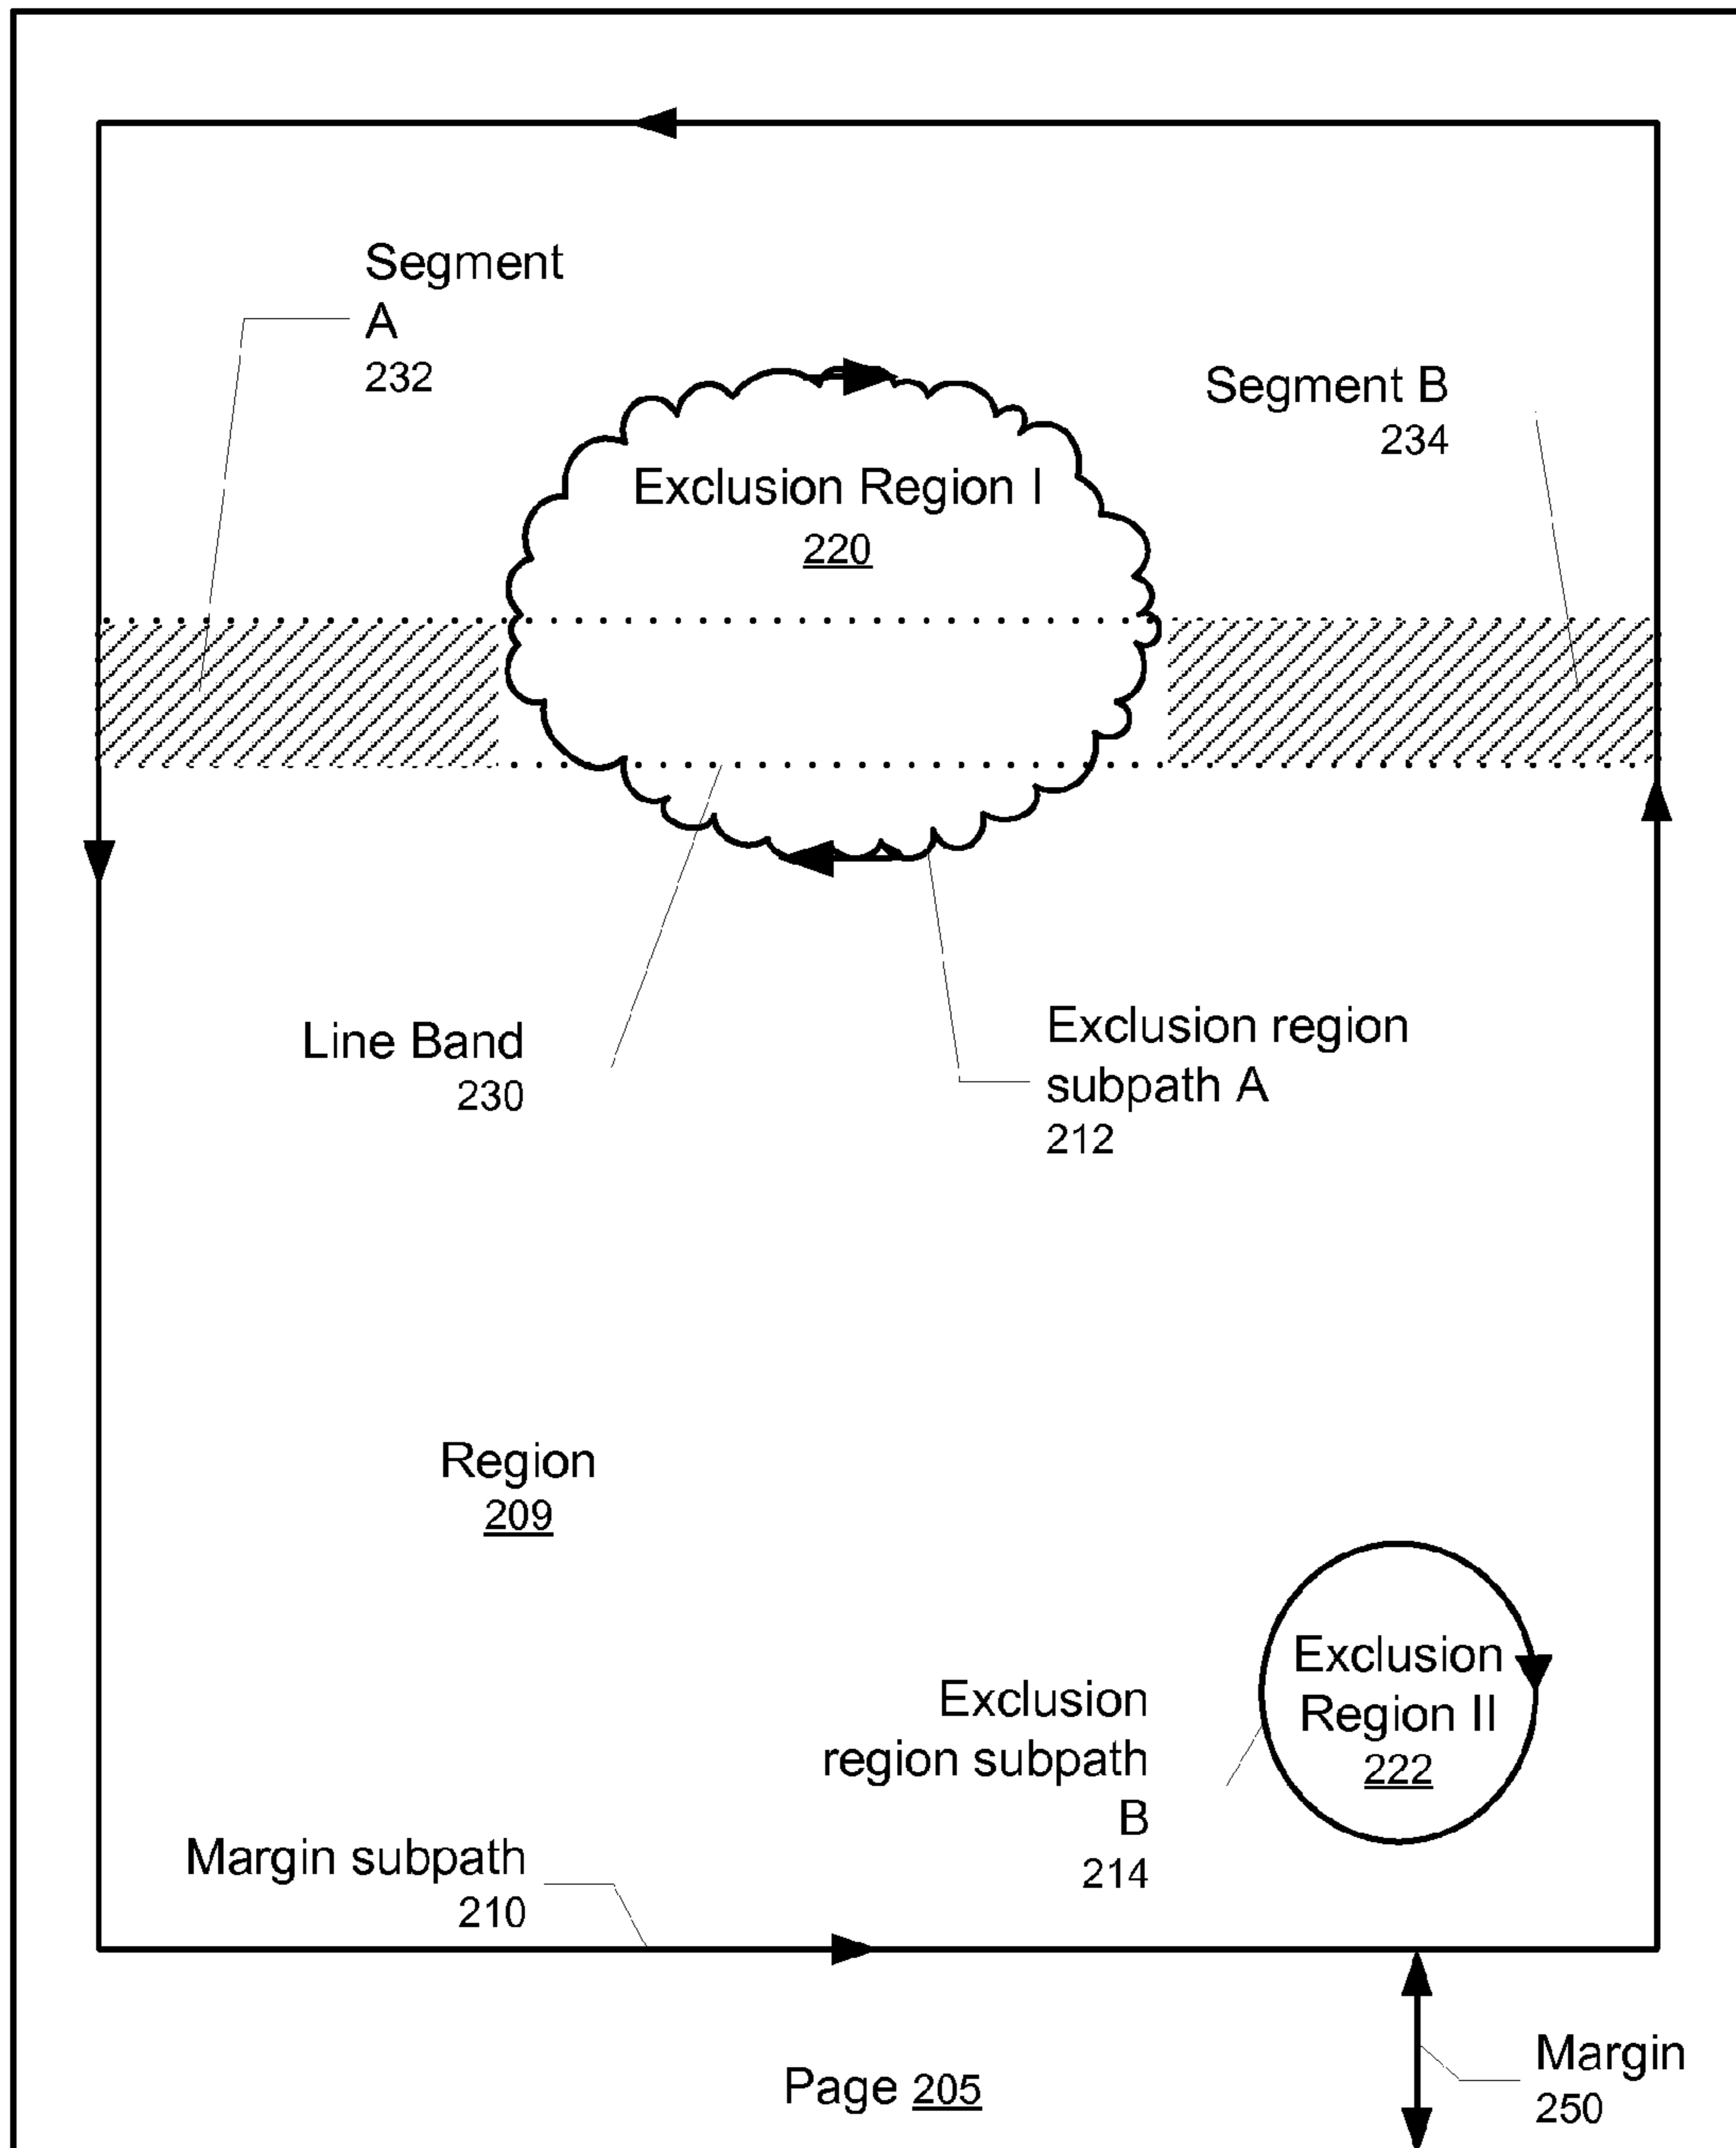 Segment
A
232
Segment B
234
Exclusion Region I
220
Line Band
230
Exclusion region
subpath A
212
Region
209
Exclusion
Region II
222
Exclusion
region subpath
B
214
Margin subpath
210
Page 205
Margin
250